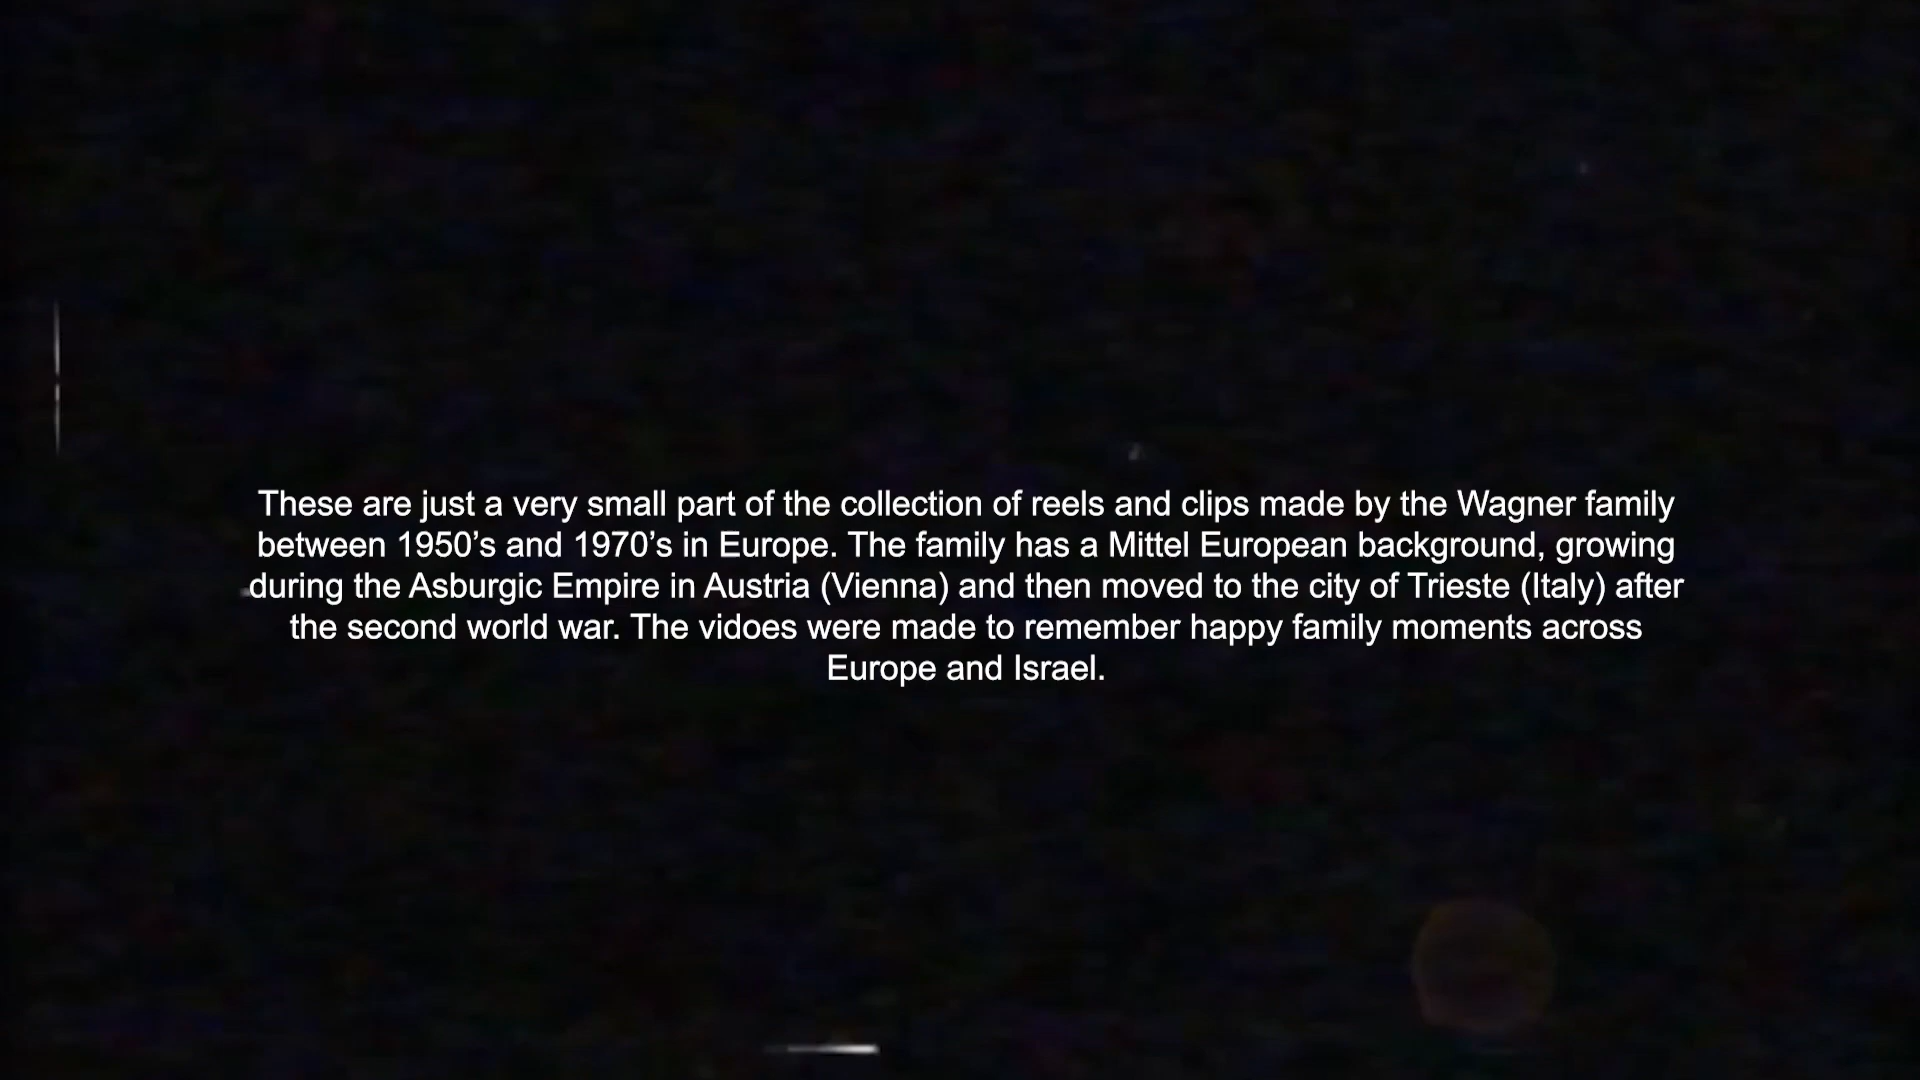 These are just a very small part of the collection of reels and clips made by the Wagner family
between 1950’s and 1970’s in Europe. The family has a Mittel European background, growing
during the Asburgic Empire in Austria (Vienna) and then moved to the city of Trieste (Italy) after
the second world war. The vidoes were made to remember happy family moments across
Europe and Israel.